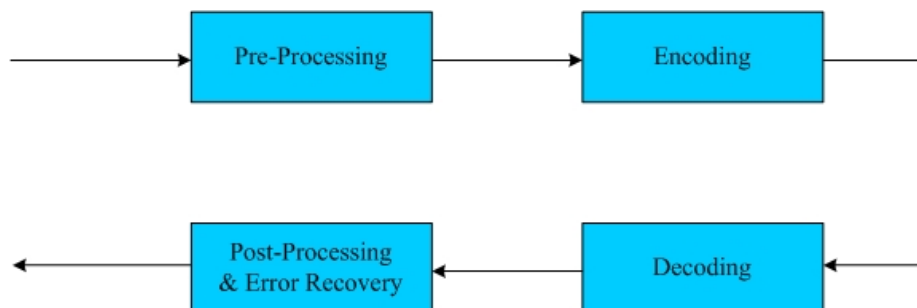 Pre-Processing
Encoding
Post-Processing
& Error Recovery
Decoding